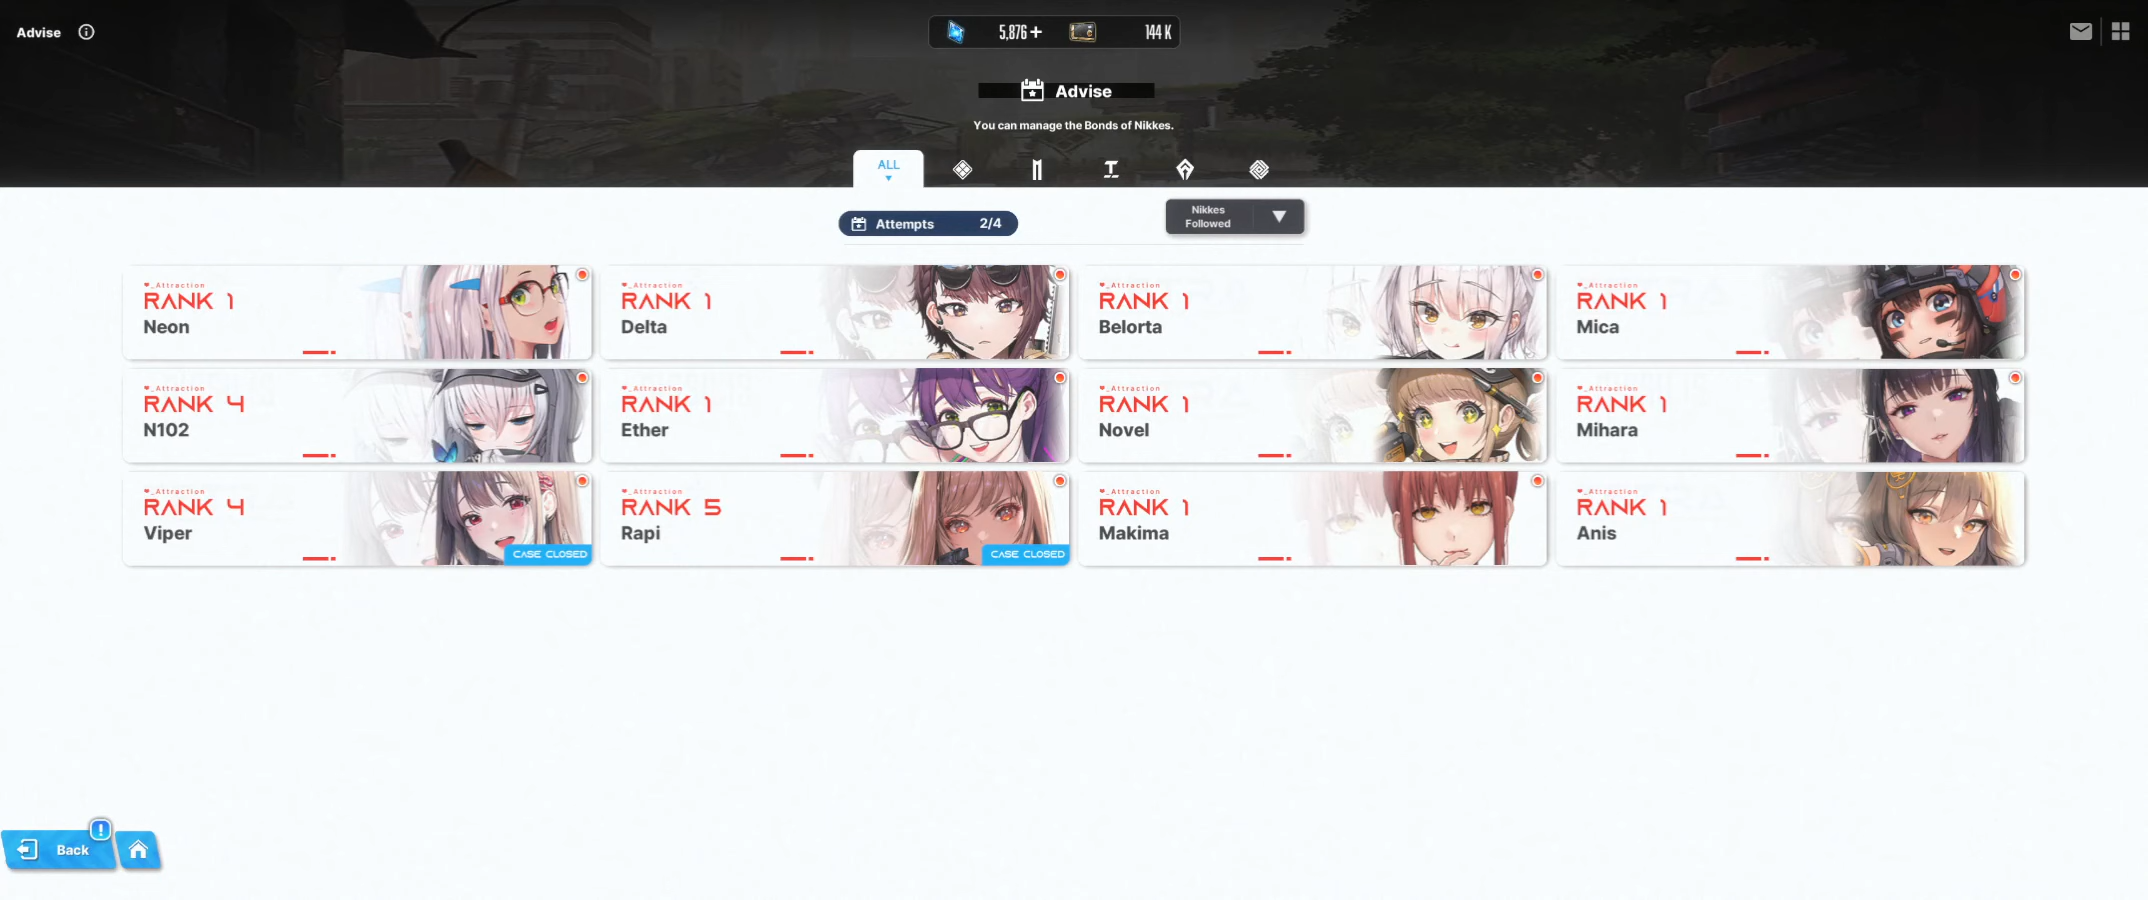 Advise
5,876+
144 K
Advise
You can manage the Bonds of Nikkes.
ALL
Attempts 2/4
Nikkes
Followed
Attraction
RANK 1
Neon
Attraction
RANK 1
Delta
Attraction
RANK 1
Belorta
Attraction
RANK 1
Mica
Attraction
RANK 4
N102
Attraction
RANK 1
Ether
Attraction
RANK 1
Novel
Attraction
RANK 1
Mihara
Attraction
RANK 4
Viper
CASE CLOSED
Attraction
RANK 5
Rapi
CASE CLOSED
Attraction
RANK 1
Makima
Attraction
RANK 1
Anis
Back